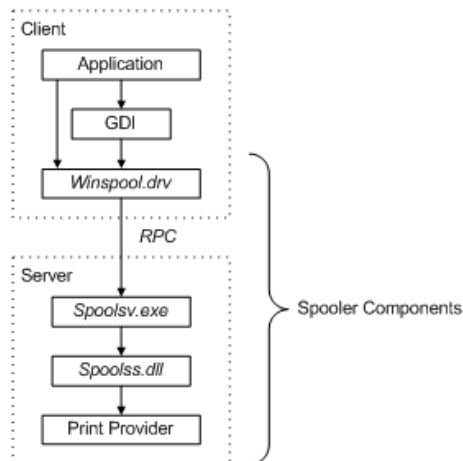 Client
Application
GDI
Winspool.drv
RPC
Server
Spoolsv.exe
Spoolss.dll
Print Provider
Spooler Components